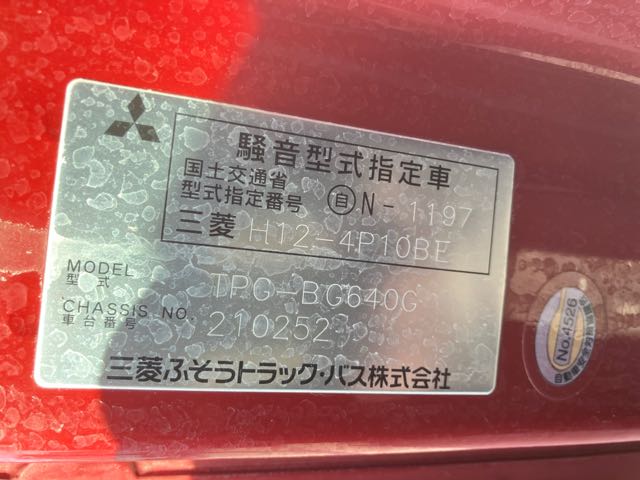 騒音型式指定車
国土交通省
型式指定番号 自N-1197
三菱 H12-4P10BE
MODEL
型式 TPG-BG640G
CHASSIS NO.
車台番号 210252
三菱ふそうトラック・バス株式会社
No.4526